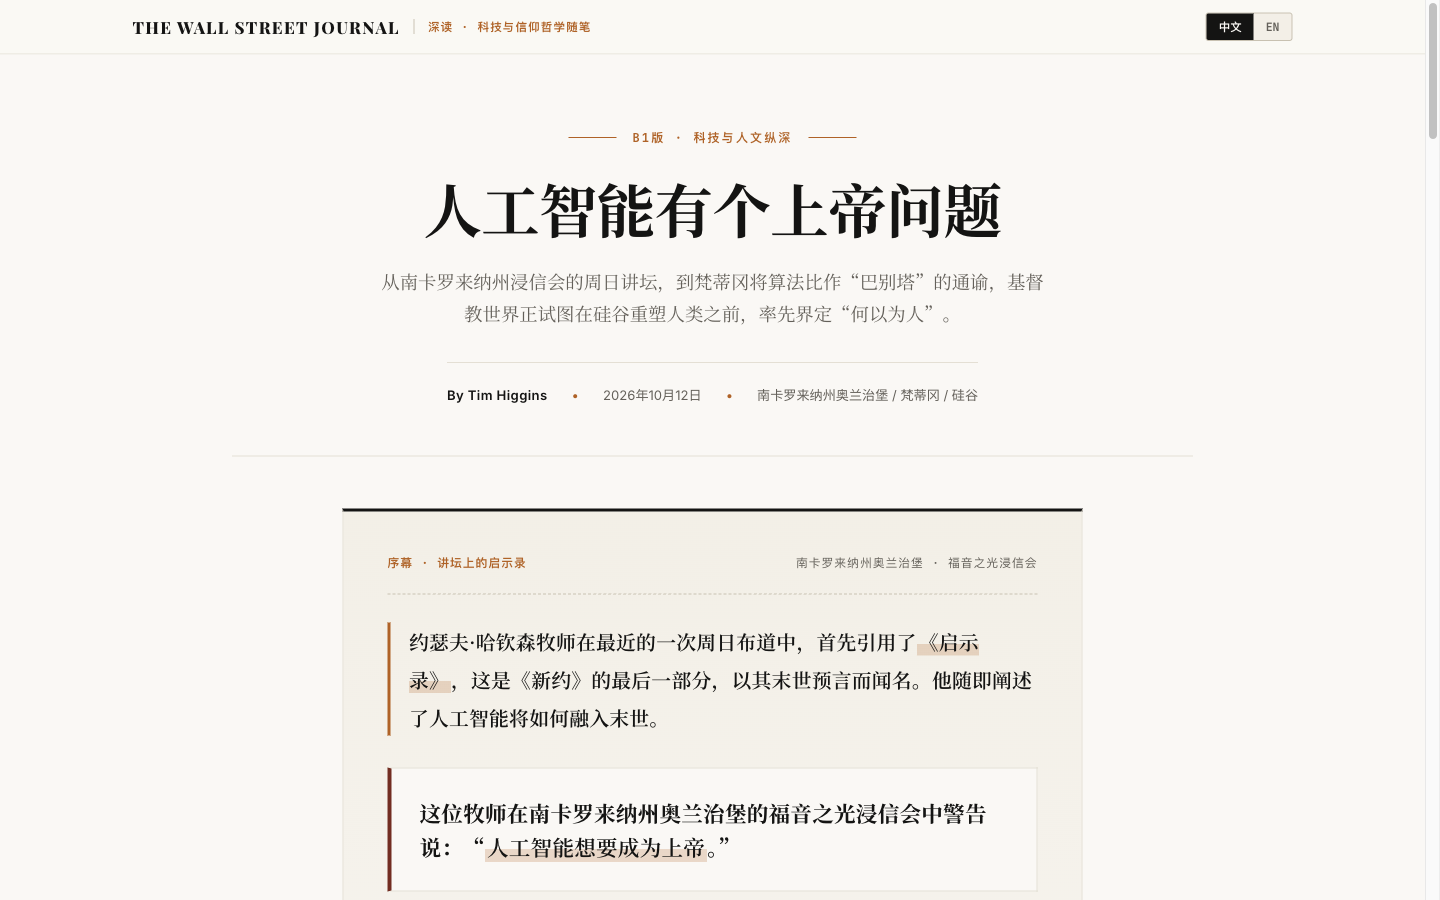 THE WALL STREET JOURNAL
深读 · 科技与信仰哲学随笔
中文
EN
B1版 · 科技与人文纵深
人工智能有个上帝问题
从南卡罗来纳州浸信会的周日讲坛，到梵蒂冈将算法比作“巴别塔”的通谕，基督
教世界正试图在硅谷重塑人类之前，率先界定“何以为人”。
By Tim Higgins • 2026年10月12日 • 南卡罗来纳州奥兰治堡 / 梵蒂冈 / 硅谷
序幕 · 讲坛上的启示录
南卡罗来纳州奥兰治堡 · 福音之光浸信会
约瑟夫·哈钦森牧师在最近的一次周日布道中，首先引用了《启示
录》，这是《新约》的最后一部分，以其末世预言而闻名。他随即阐述
了人工智能将如何融入末世。
这位牧师在南卡罗来纳州奥兰治堡的福音之光浸信会中警告
说：“人工智能想要成为上帝。”